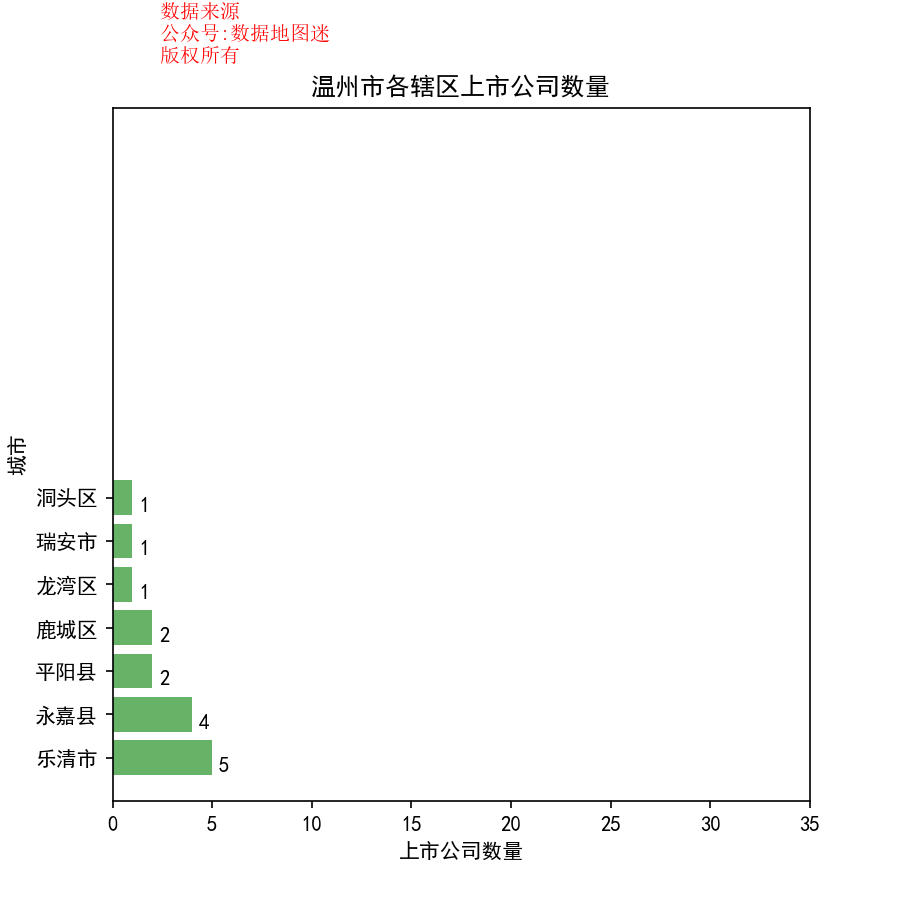 数据来源
公众号:数据地图迷
版权所有
温州市各辖区上市公司数量
城市
洞头区 1
瑞安市 1
龙湾区 1
鹿城区 2
平阳县 2
永嘉县 4
乐清市 5
0 5 10 15 20 25 30 35
上市公司数量